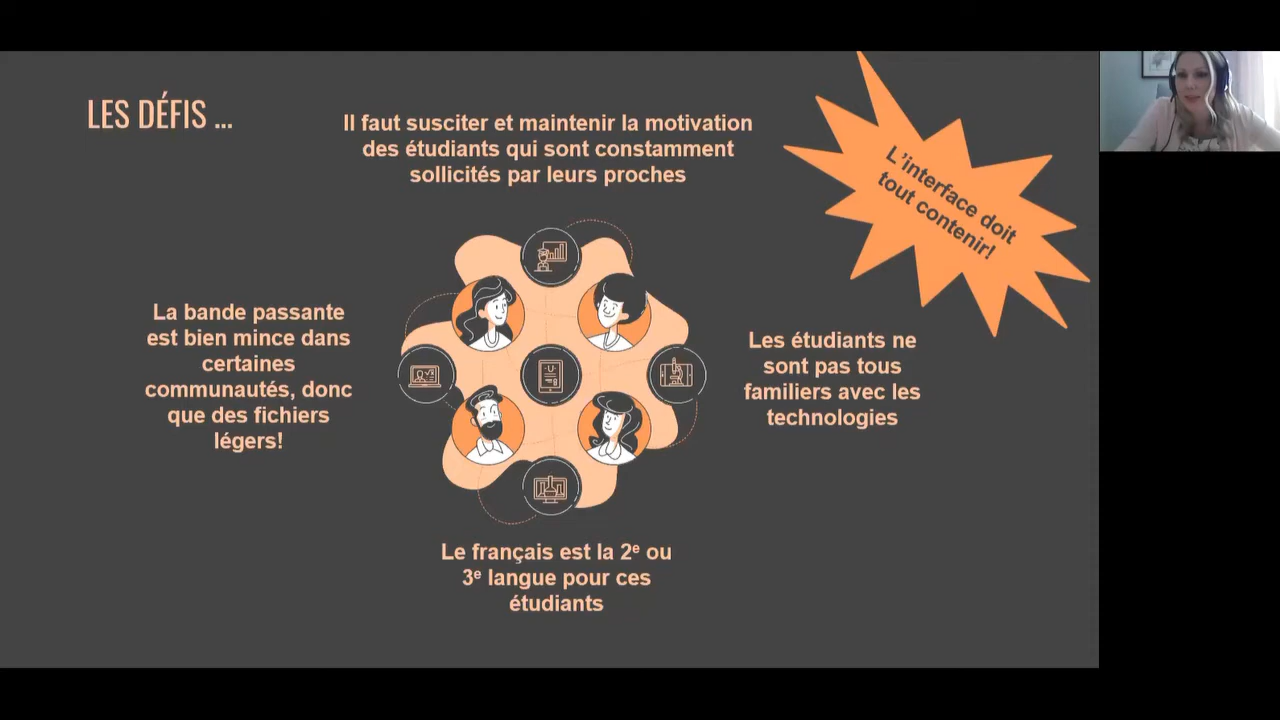 LES DÉFIS ...
Il faut susciter et maintenir la motivation
des étudiants qui sont constamment
sollicités par leurs proches
L'interface doit
tout contenir!
La bande passante
est bien mince dans
certaines
communautés, donc
que des fichiers
légers!
Les étudiants ne
sont pas tous
familiers avec les
technologies
Le français est la 2e ou
3e langue pour ces
étudiants